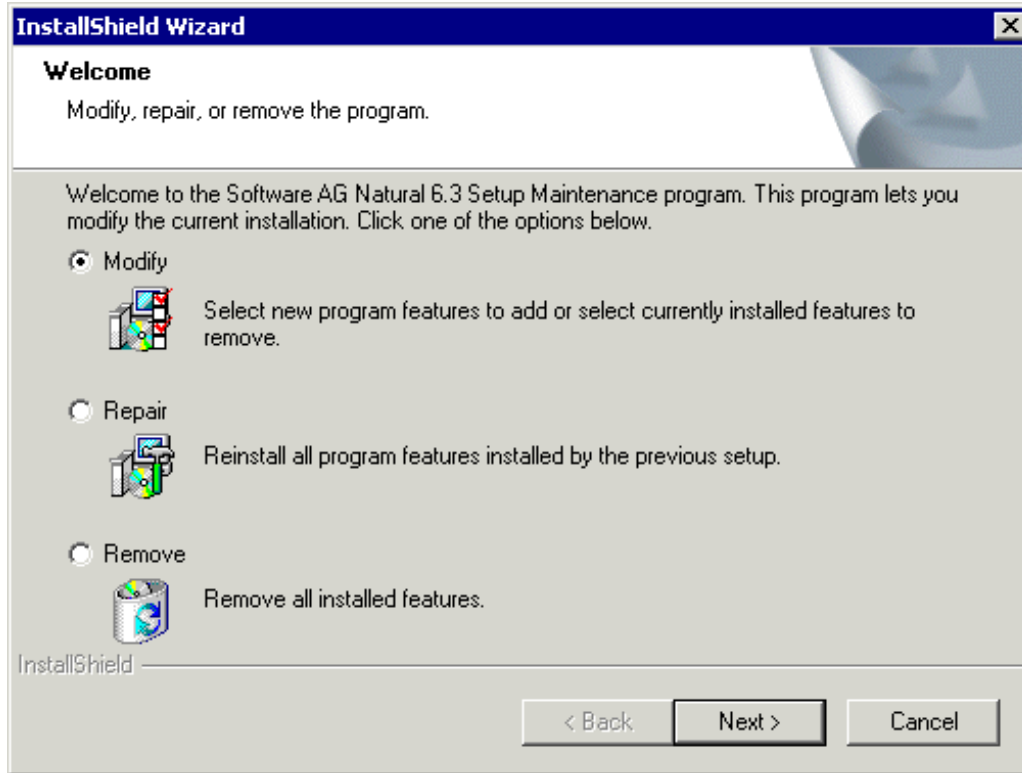 InstallShield Wizard
Welcome
Modify, repair, or remove the program.
Welcome to the Software AG Natural 6.3 Setup Maintenance program. This program lets you
modify the current installation. Click one of the options below.
Modify
Select new program features to add or select currently installed features to
remove.
Repair
Reinstall all program features installed by the previous setup.
Remove
Remove all installed features.
InstallShield
< Back
Next >
Cancel